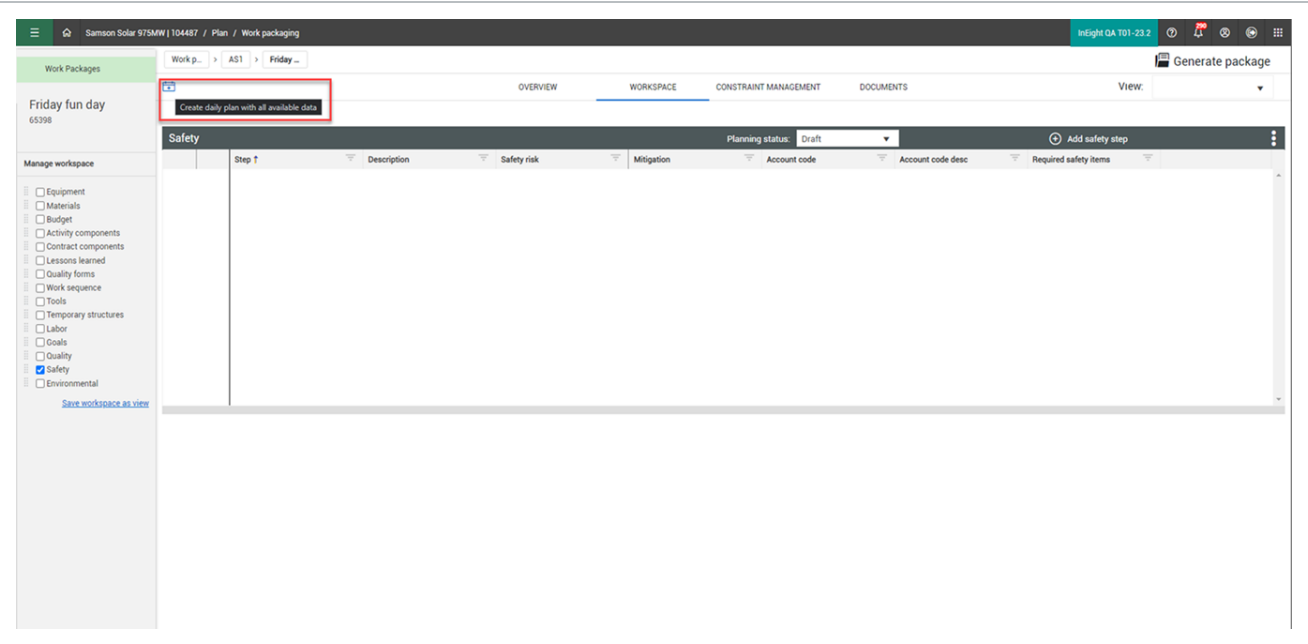 Samson Solar 975MW | 104487 / Plan / Work packaging
InEight QA T01-23.2
290
Work Packages
Work p... > AS1 > Friday ...
Generate package
Friday fun day
65398
Create daily plan with all available data
OVERVIEW WORKSPACE CONSTRAINT MANAGEMENT DOCUMENTS
View:
Safety Planning status: Draft Add safety step
Manage workspace
Step ↑ Description Safety risk Mitigation Account code Account code desc Required safety items
Equipment
Materials
Budget
Activity components
Contract components
Lessons learned
Quality forms
Work sequence
Tools
Temporary structures
Labor
Goals
Quality
Safety
Environmental
Save workspace as view